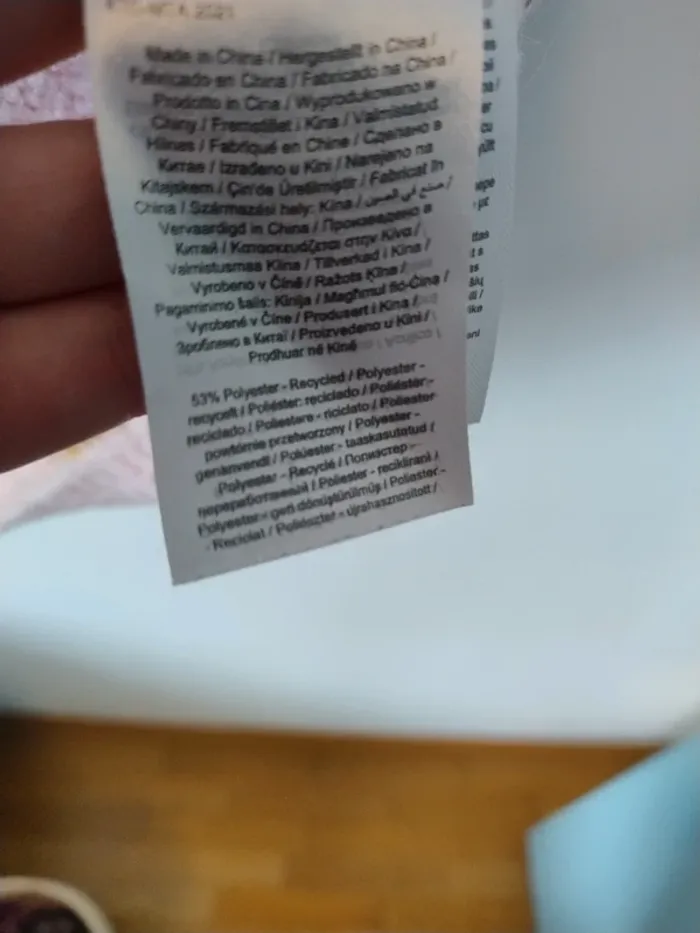 2021
Made in China / Hergestellt in China /
Fabricado en China / Fabricado na China /
Prodotto in Cina / Wyprodukowano w
Chiny / Fremstillet i Kina / Valmistettu
Hiinas / Fabriqué en Chine / Сделано в
Китае / Izrađeno u Kini / Narejeno na
Kitajskem / Çin'de Üretilmiştir / Fabricat în
China / Származási hely: Kína / صنع في الصين /
Vervaardigd in China / Произведено в
Китай / Κατασκευάζεται στην Κίνα /
Valmistusmaa Kiina / Tillverkad i Kina /
Vyrobeno v Číně / Ražots Ķīnā /
Pagaminimo šalis: Kinija / Magħmul fiċ-Ċina /
Vyrobené v Číne / Produsert i Kina /
Зроблено в Китаї / Proizvedeno u Kini /
Prodhuar në Kinë
53% Polyester - Recycled / Polyester -
recycelt / Poliéster: reciclado / Poliéster -
reciclado / Poliestere - riciclato / Poliester
powtórnie przetworzony / Polyester -
genanvendt / Polüester - taaskasutatud /
Polyester - Recyclé / Полиэстер -
переработанный / Poliester - reciklirani /
Polyester - geri dönüştürülmüş / Poliester -
- Reciclat / Poliészter - újrahasznosított /